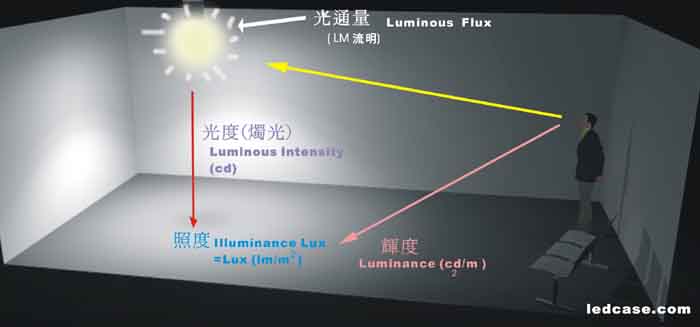 光通量 Luminous Flux
(LM 流明)
光度(燭光)
Luminous Intensity
(cd)
照度 Illuminance Lux
=Lux (lm/m²)
輝度
Luminance (cd/m₂)
ledcase.com